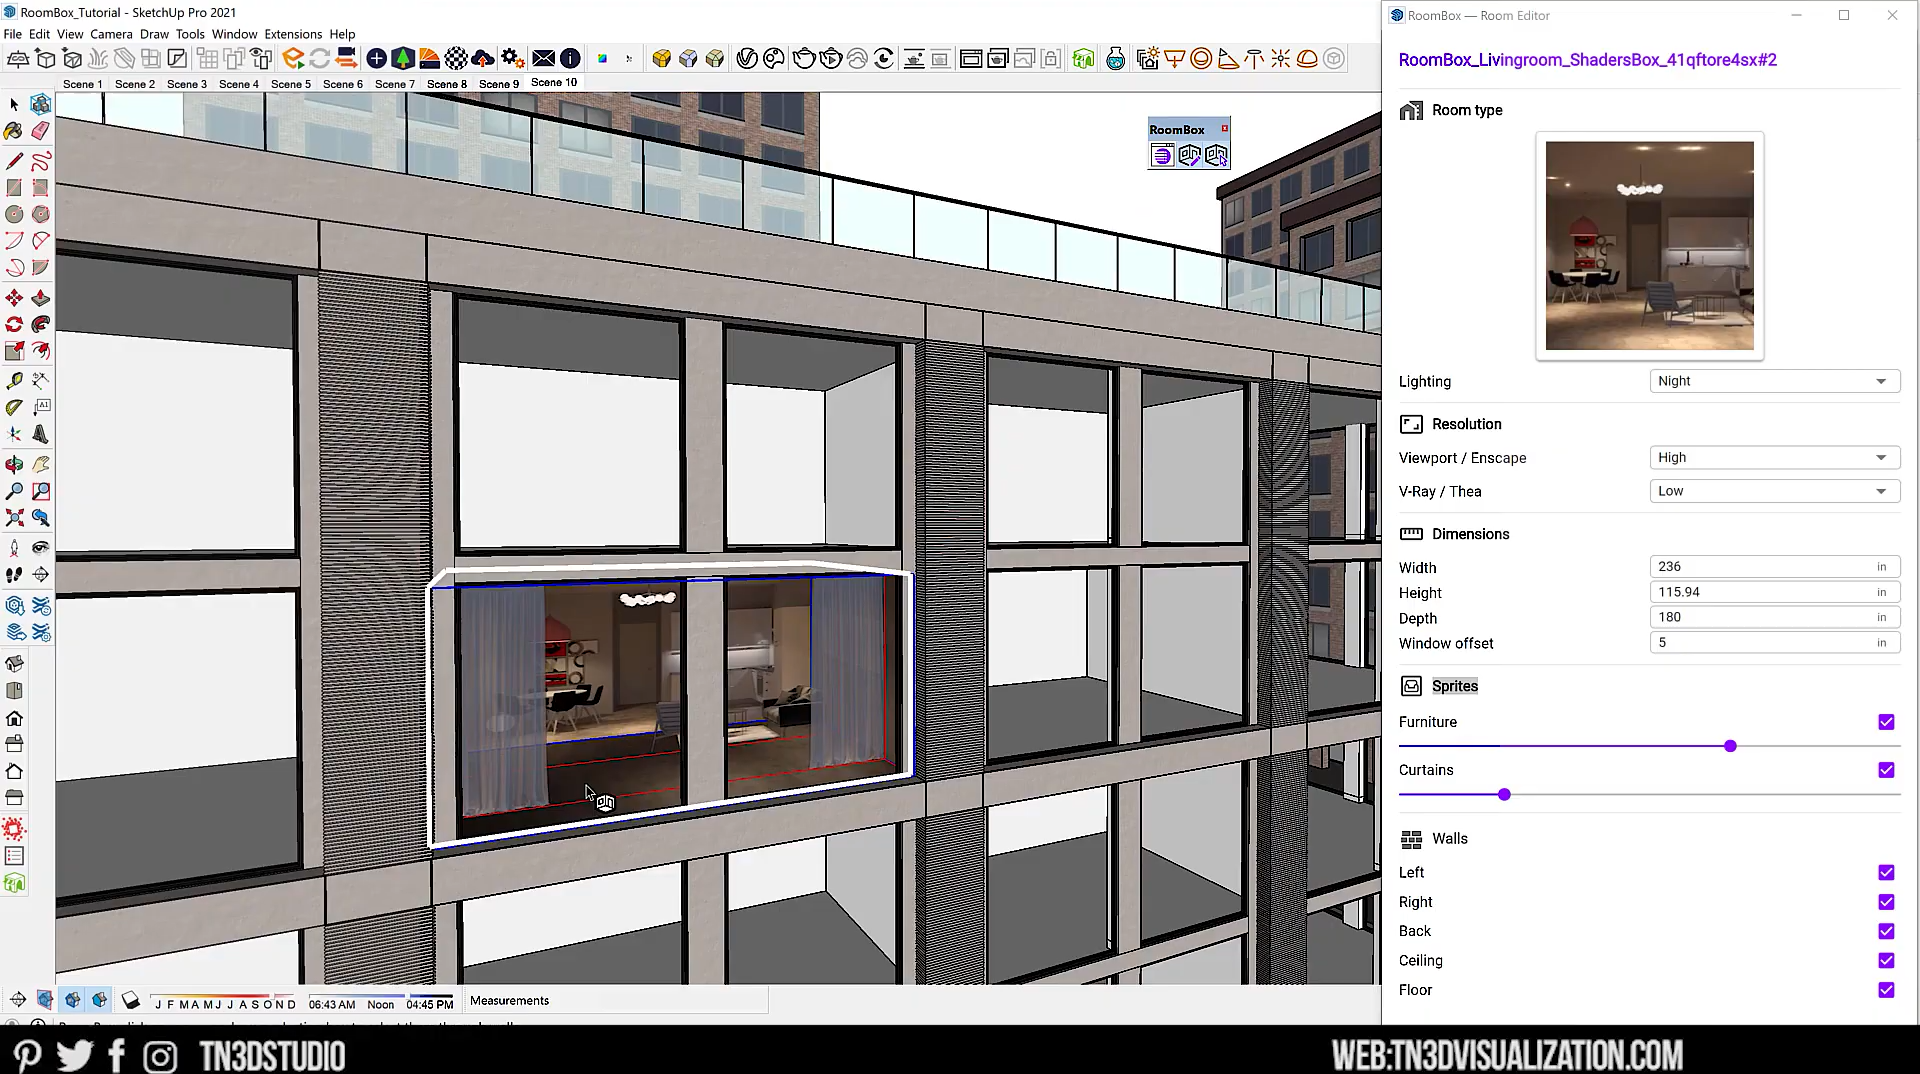 RoomBox_Tutorial - SketchUp Pro 2021
File Edit View Camera Draw Tools Window Extensions Help
Scene 1 Scene 2 Scene 3 Scene 4 Scene 5 Scene 6 Scene 7 Scene 8 Scene 9 Scene 10
RoomBox
A1
J F M A M J J A S O N D
06:43 AM Noon 04:45 PM
Measurements
RoomBox — Room Editor
RoomBox_Livingroom_ShadersBox_41qftore4sx#2
Room type
Lighting Night
Resolution
Viewport / Enscape High
V-Ray / Thea Low
Dimensions
Width 236 in
Height 115.94 in
Depth 180 in
Window offset 5 in
Sprites
Furniture
Curtains
Walls
Left
Right
Back
Ceiling
Floor
TN3DSTUDIO
WEB:TN3DVISUALIZATION.COM